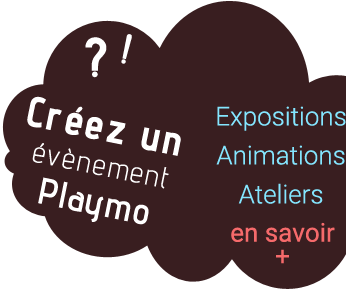 ? !
Créez un
évènement
Playmo
Expositions
Animations
Ateliers
en savoir
+